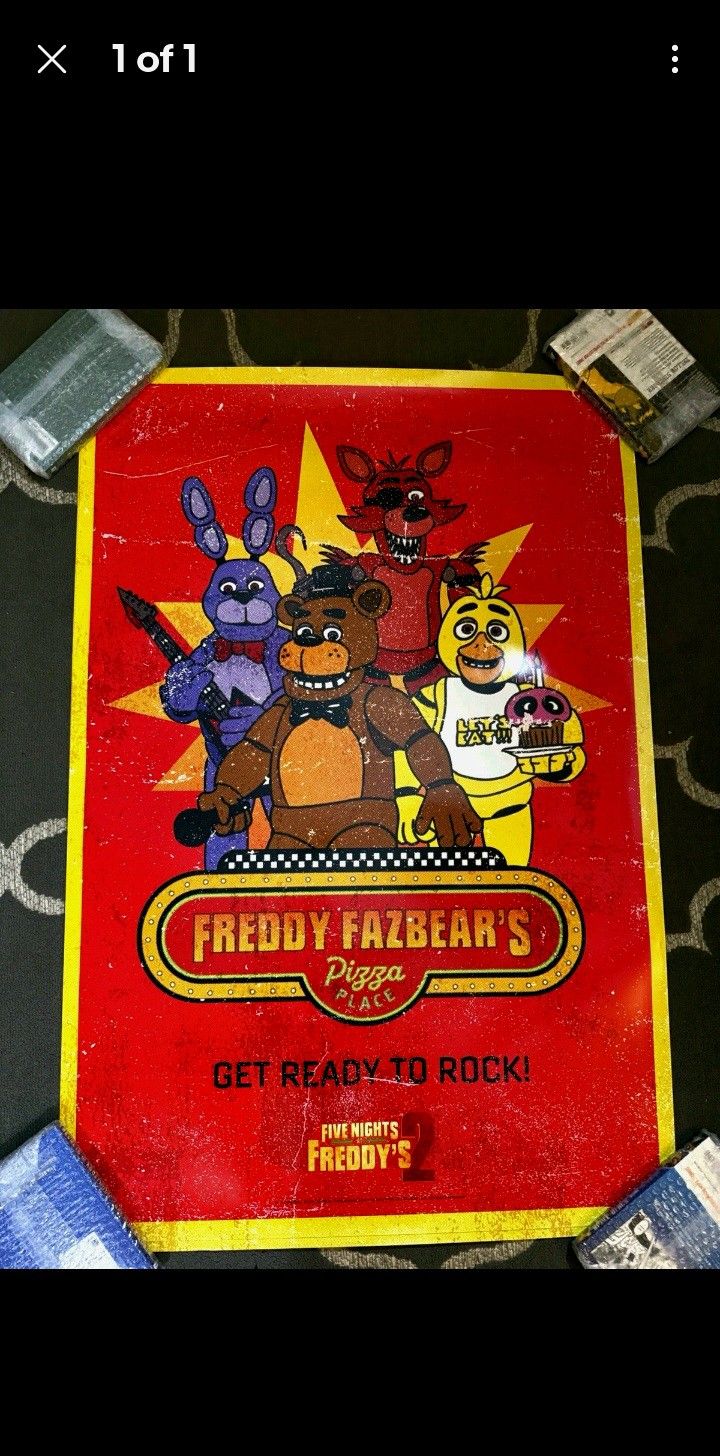 1 of 1
LET'S
EAT!!!
FREDDY FAZBEAR'S
Pizza
PLACE
GET READY TO ROCK!
FIVE NIGHTS
FREDDY'S 2